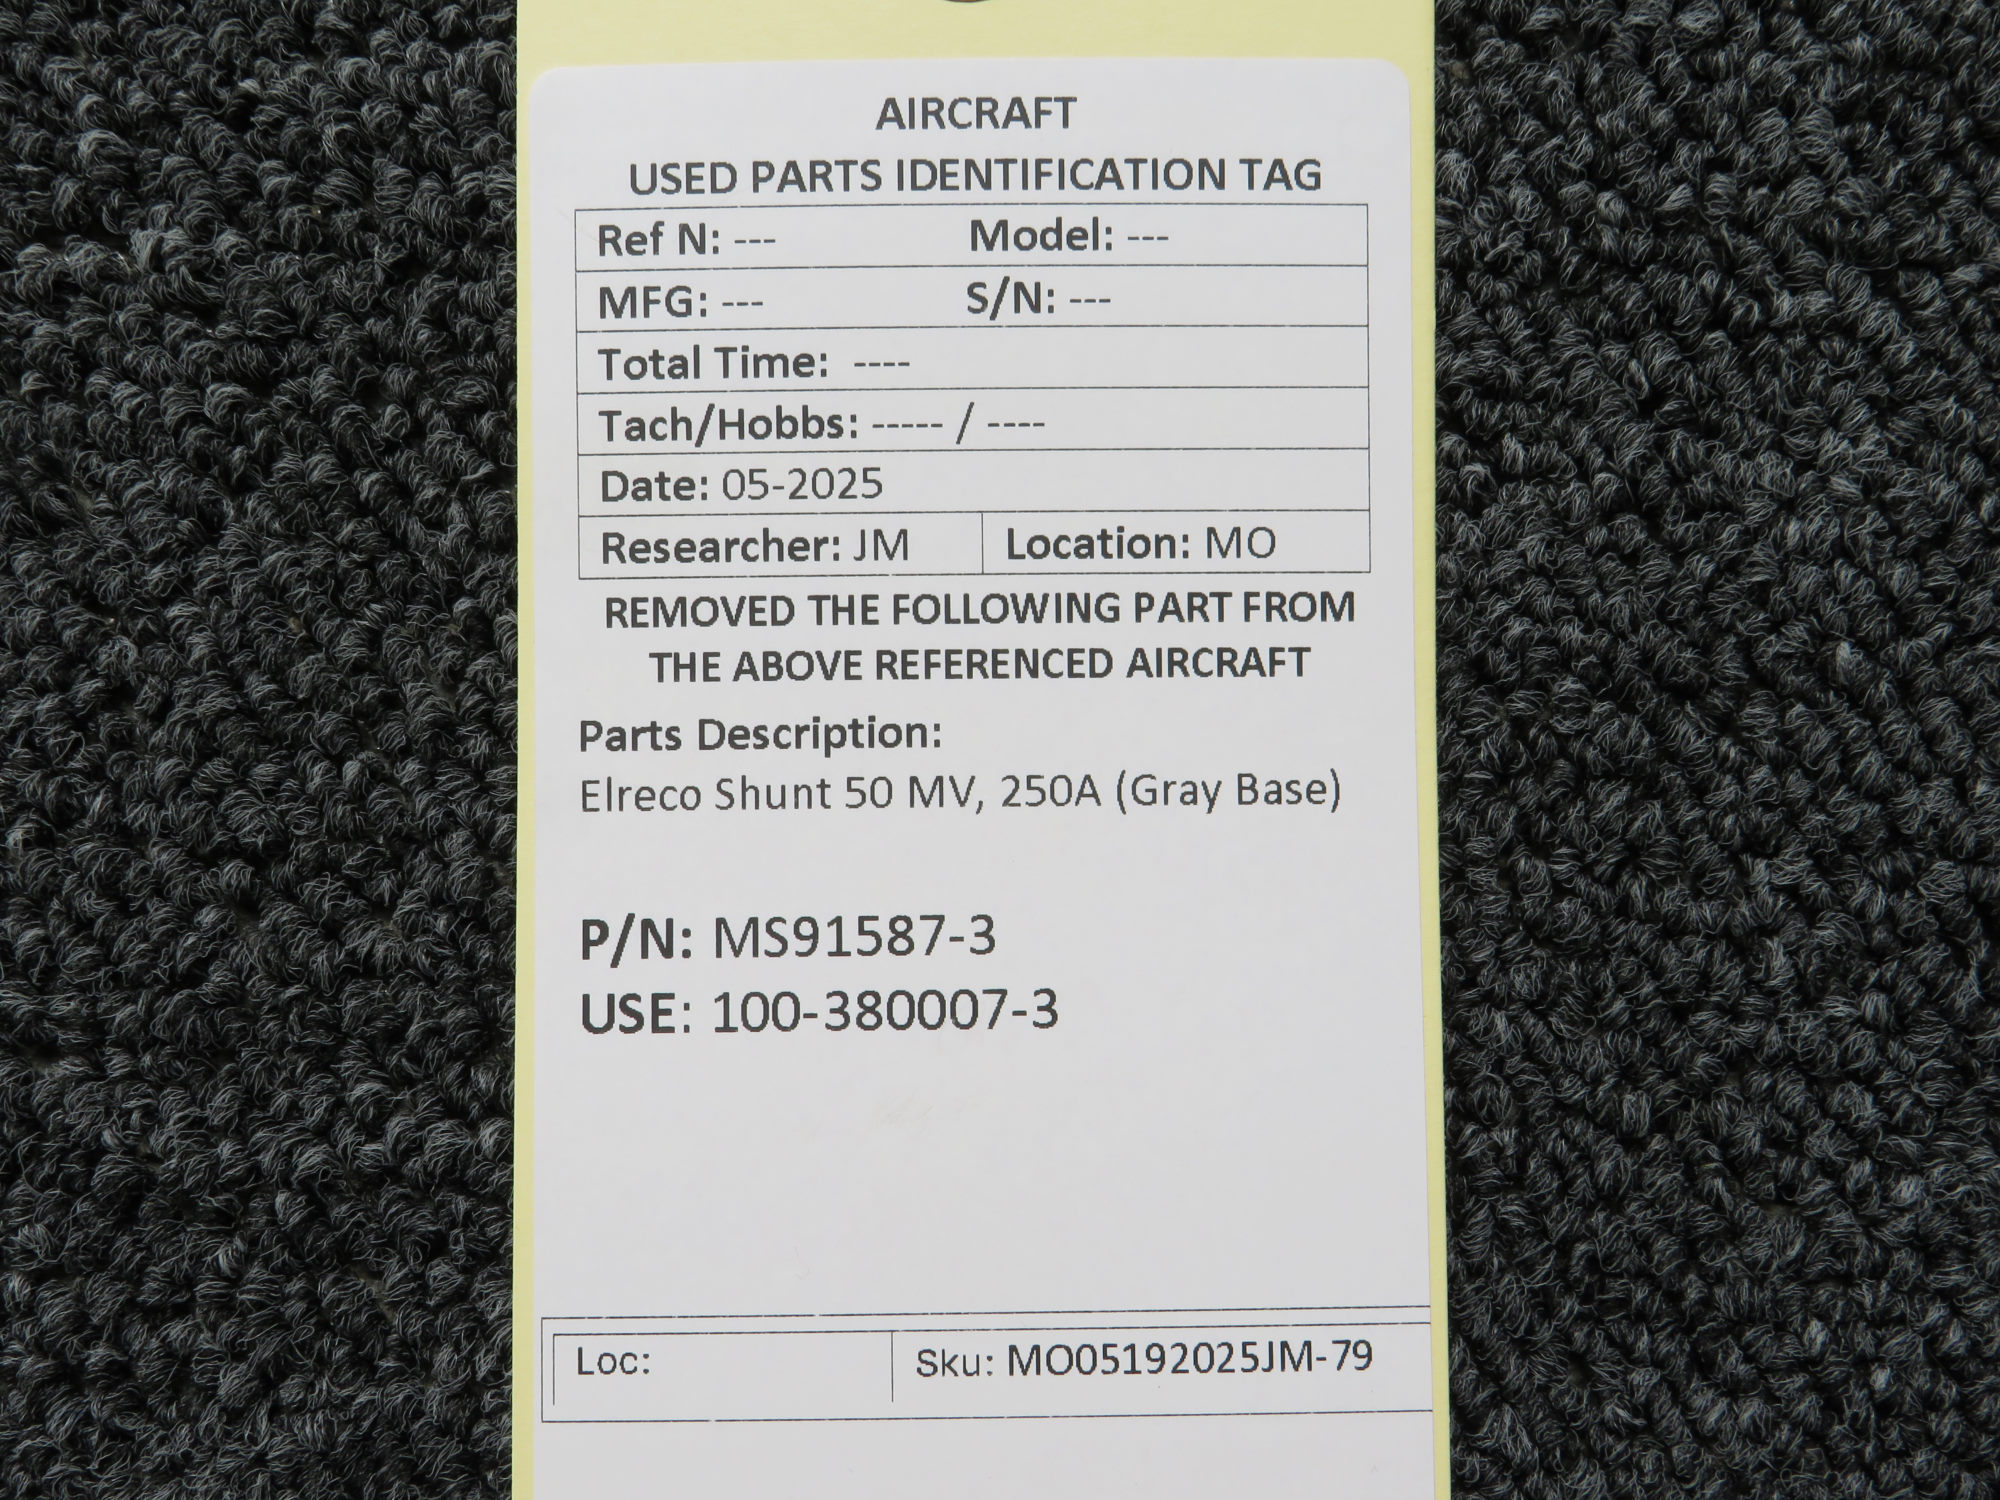 AIRCRAFT
USED PARTS IDENTIFICATION TAG
Ref N: --- Model: ---
MFG: --- S/N: ---
Total Time: ----
Tach/Hobbs: ----- / ----
Date: 05-2025
Researcher: JM Location: MO
REMOVED THE FOLLOWING PART FROM
THE ABOVE REFERENCED AIRCRAFT
Parts Description:
Elreco Shunt 50 MV, 250A (Gray Base)
P/N: MS91587-3
USE: 100-380007-3
Loc: Sku: MO05192025JM-79